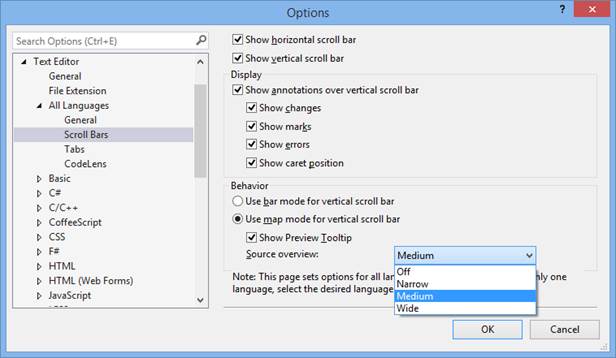 Options
?
Search Options (Ctrl+E)
Text Editor
General
File Extension
All Languages
General
Scroll Bars
Tabs
CodeLens
Basic
C#
C/C++
CoffeeScript
CSS
F#
HTML
HTML (Web Forms)
JavaScript
Show horizontal scroll bar
Show vertical scroll bar
Display
Show annotations over vertical scroll bar
Show changes
Show marks
Show errors
Show caret position
Behavior
Use bar mode for vertical scroll bar
Use map mode for vertical scroll bar
Show Preview Tooltip
Source overview: Medium
Off
Narrow
Medium
Wide
Note: This page sets options for all lan hly one
language, select the desired language
OK Cancel